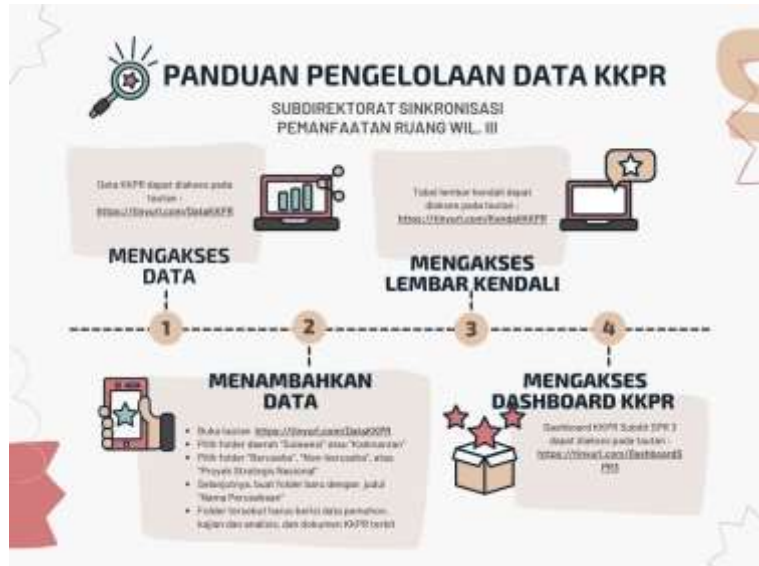 PANDUAN PENGELOLAAN DATA KKPR
SUBDIREKTORAT SINKRONISASI
PEMANFAATAN RUANG WIL. III
Data KKPR dapat diakses pada
tautan :
https://tinyurl.com/DataKKPR
MENGAKSES
DATA
1
2
MENAMBAHKAN
DATA
Buka tautan https://tinyurl.com/DataKKPR
Pilih folder daerah "Sulawesi" atau "Kalimantan"
Pilih folder "Berusaha", "Non-berusaha", atau
"Proyek Strategis Nasional"
Selanjutnya, buat folder baru dengan judul
"Nama Perusahaan"
Folder tersebut harus berisi data pemohon,
kajian dan analisis, dan dokumen KKPR terbit
Tabel lembar kendali dapat
diakses pada tautan :
https://tinyurl.com/KendaliKKPR
MENGAKSES
LEMBAR KENDALI
3
4
MENGAKSES
DASHBOARD KKPR
Dashboard KKPR Subdit SPR 3
dapat diakses pada tautan :
https://tinyurl.com/DashboardS
PR3